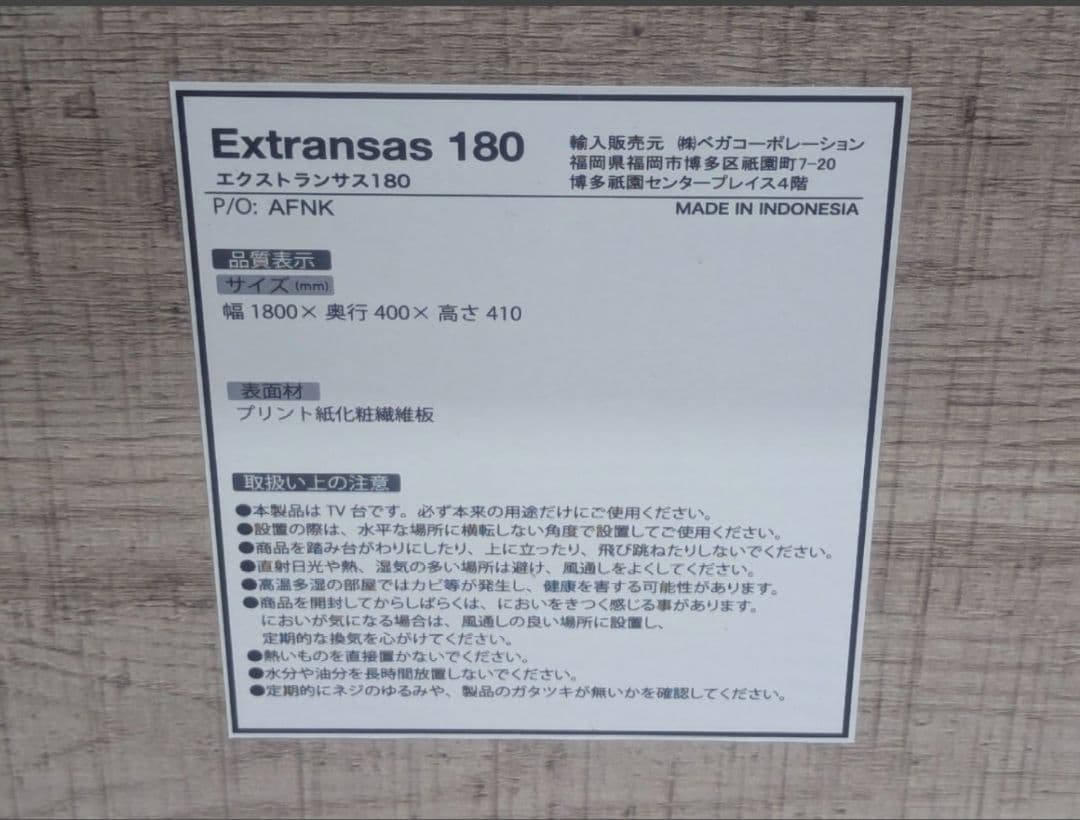 Extransas 180
エクストランサス180
輸入販売元 ㈱ベガコーポレーション
福岡県福岡市博多区祇園町7-20
博多祇園センタープレイス4階
P/O: AFNK
MADE IN INDONESIA
品質表示
サイズ(mm)
幅1800×奥行400×高さ410
表面材
プリント紙化粧繊維板
取扱い上の注意
●本製品はTV台です。必ず本来の用途だけにご使用ください。
●設置の際は、水平な場所に横転しない角度で設置してご使用ください。
●商品を踏み台がわりにしたり、上に立ったり、飛び跳ねたりしないでください。
●直射日光や熱、湿気の多い場所は避け、風通しをよくしてください。
●高温多湿の部屋ではカビ等が発生し、健康を害する可能性があります。
●商品を開封してからしばらくは、においをきつく感じる事があります。
においが気になる場合は、風通しの良い場所に設置し、
定期的な換気を心がけてください。
●熱いものを直接置かないでください。
●水分や油分を長時間放置しないでください。
●定期的にネジのゆるみや、製品のガタツキが無いかを確認してください。